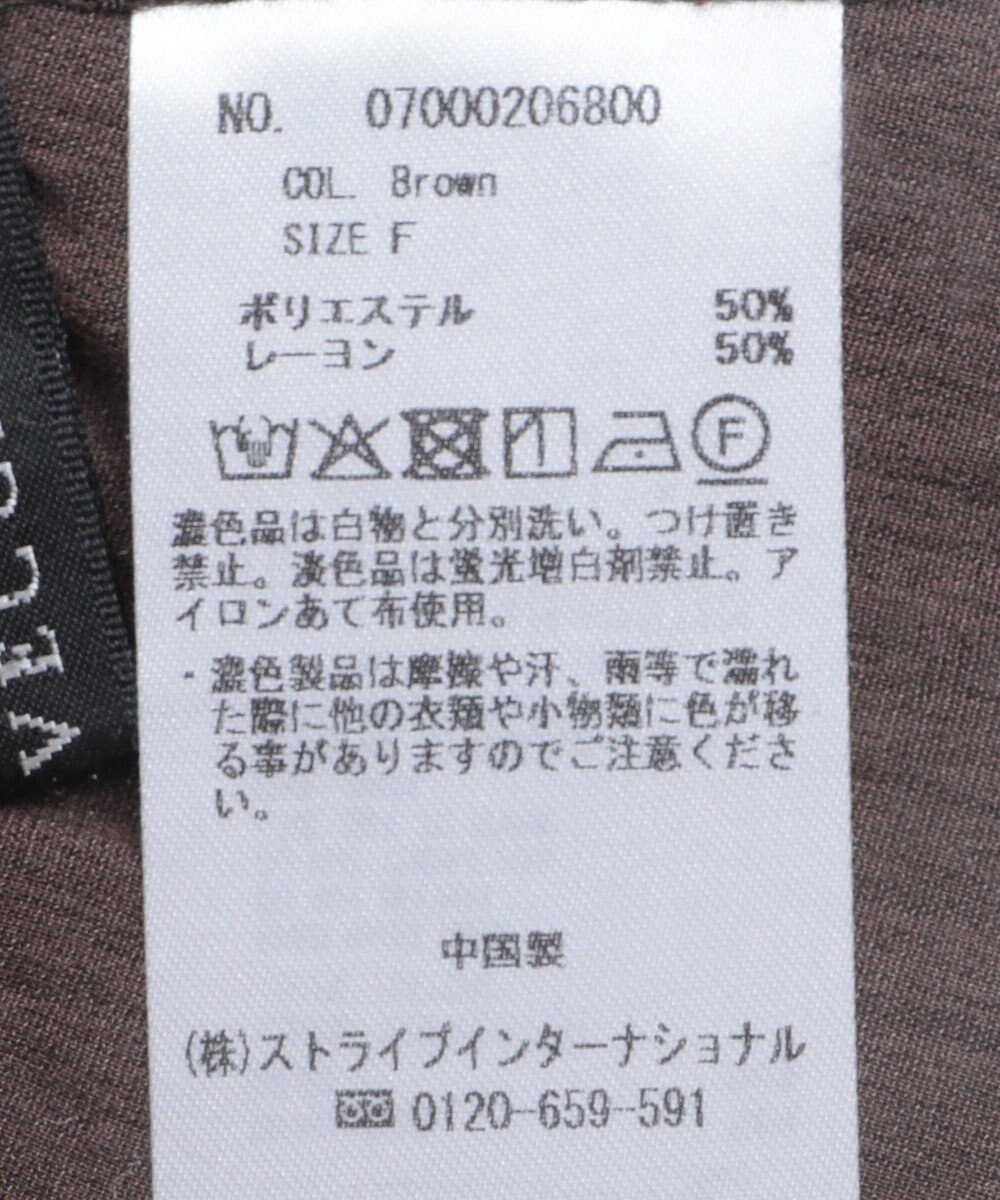 NO. 07000206800
COL. Brown
SIZE F
ポリエステル 50%
レーヨン 50%
F
濃色品は白物と分別洗い。つけ置き
禁止。淡色品は蛍光増白剤禁止。ア
イロンあて布使用。
・濃色製品は摩擦や汗、雨等で濡れ
た際に他の衣類や小物類に色が移
る事がありますのでご注意くださ
い。
中国製
(株)ストライプインターナショナル
0120-659-591